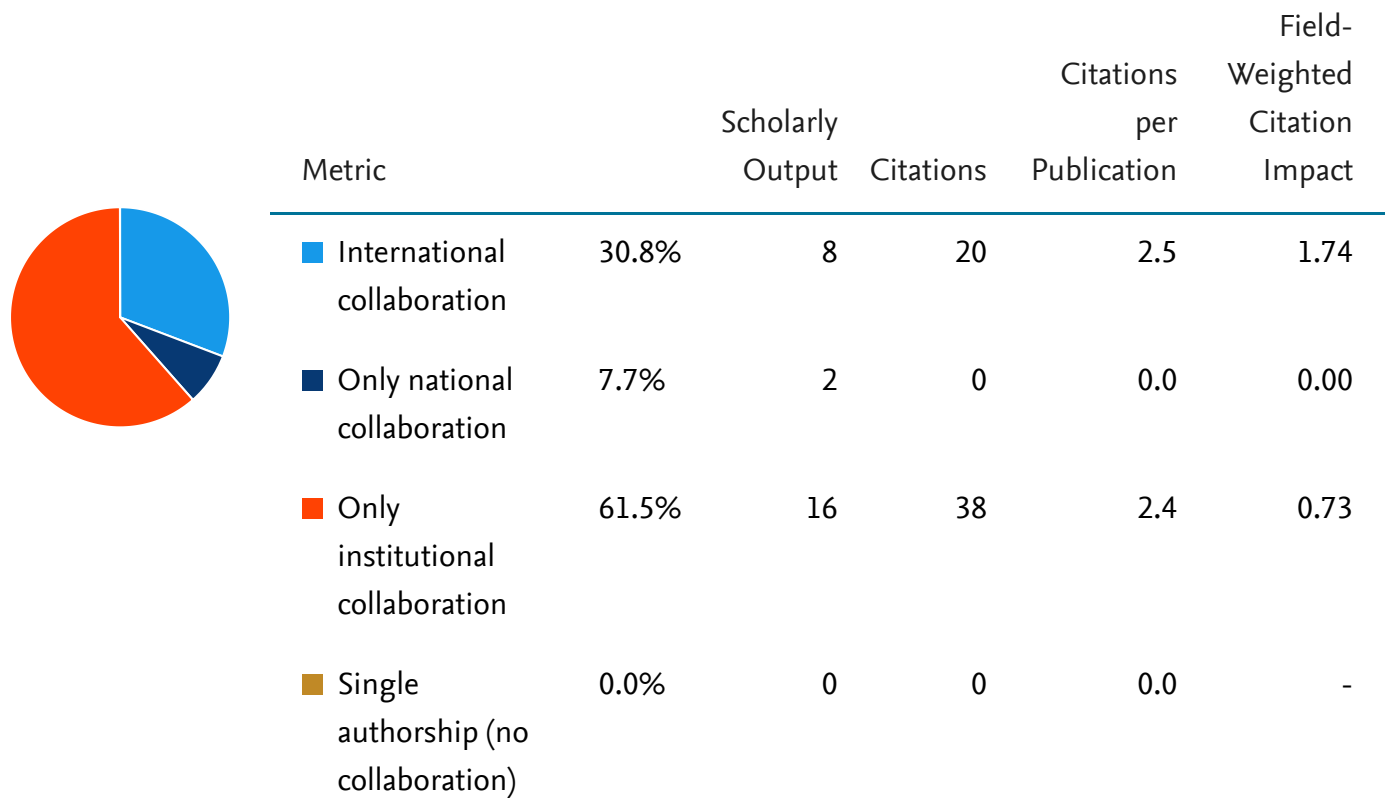 Metric Scholarly Output Citations Citations per Publication Field-Weighted Citation Impact
International collaboration 30.8% 8 20 2.5 1.74
Only national collaboration 7.7% 2 0 0.0 0.00
Only institutional collaboration 61.5% 16 38 2.4 0.73
Single authorship (no collaboration) 0.0% 0 0 0.0 -